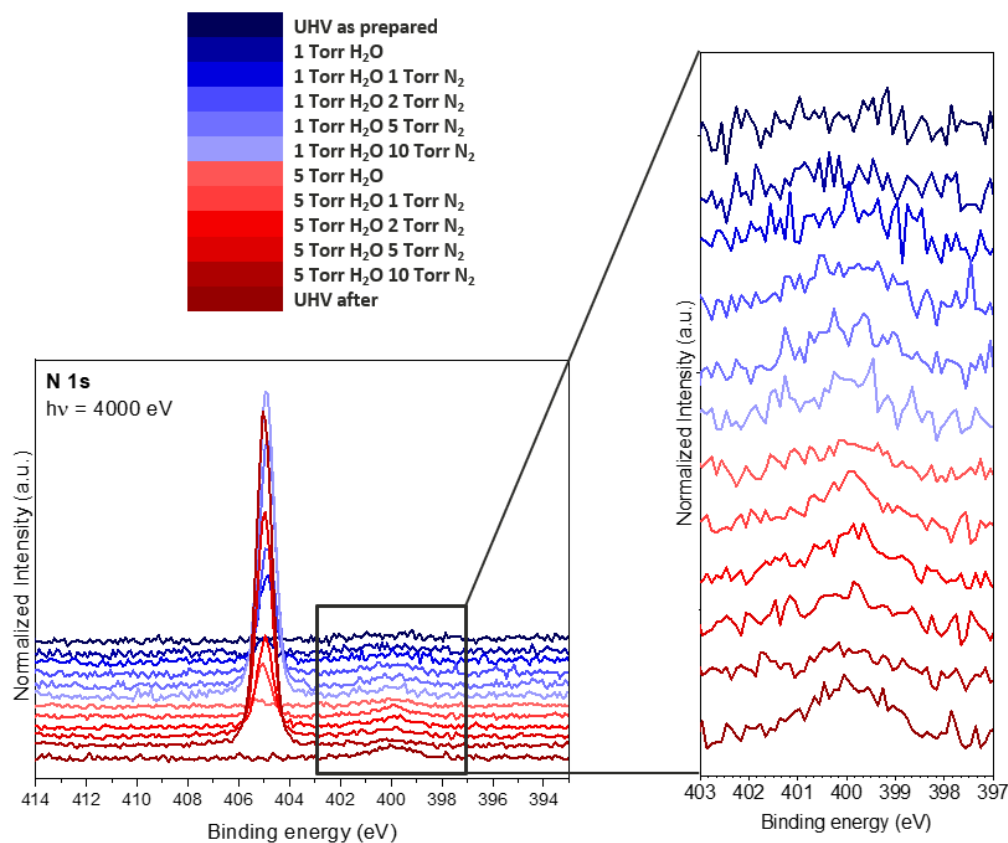 UHV as prepared
1 Torr H₂O
1 Torr H₂O 1 Torr N₂
1 Torr H₂O 2 Torr N₂
1 Torr H₂O 5 Torr N₂
1 Torr H₂O 10 Torr N₂
5 Torr H₂O
5 Torr H₂O 1 Torr N₂
5 Torr H₂O 2 Torr N₂
5 Torr H₂O 5 Torr N₂
5 Torr H₂O 10 Torr N₂
UHV after
N 1s
hν = 4000 eV
Normalized Intensity (a.u.)
414 412 410 408 406 404 402 400 398 396 394
Binding energy (eV)
Normalized Intensity (a.u.)
403 402 401 400 399 398 397
Binding energy (eV)